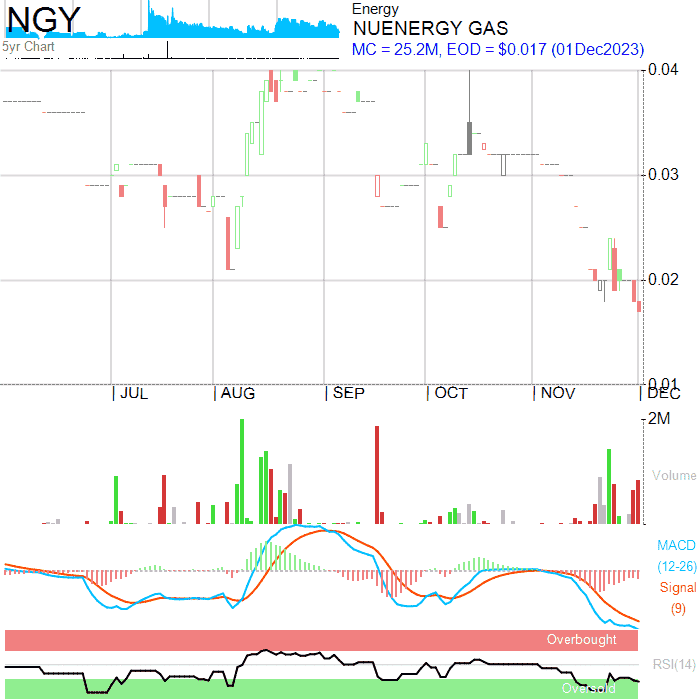 NGY
5yr Chart
Energy
NUENERGY GAS
MC = 25.2M, EOD = $0.017 (01Dec2023)
0.04
0.03
0.02
0.01
JUL AUG SEP OCT NOV DEC
2M
Volume
MACD
(12-26)
Signal
(9)
Overbought
RSI(14)
Oversold